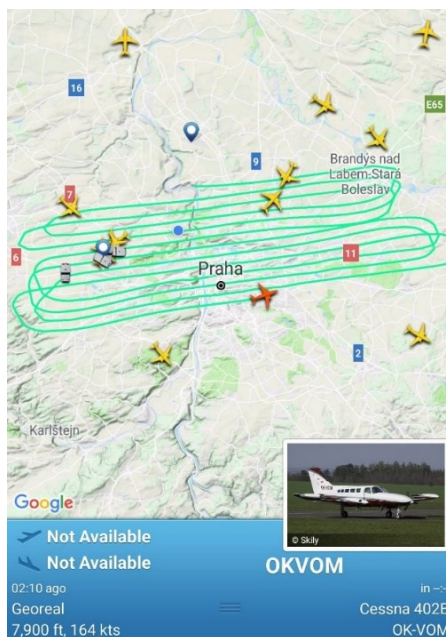 16
E65
9
Brandýs nad
Labem-Stará
Boleslav
7
6
11
Praha
2
Karlštejn
Google
© Skily
Not Available
Not Available
OKVOM
02:10 ago
in --:-
Georeal
Cessna 402B
7,900 ft, 164 kts
OK-VOM